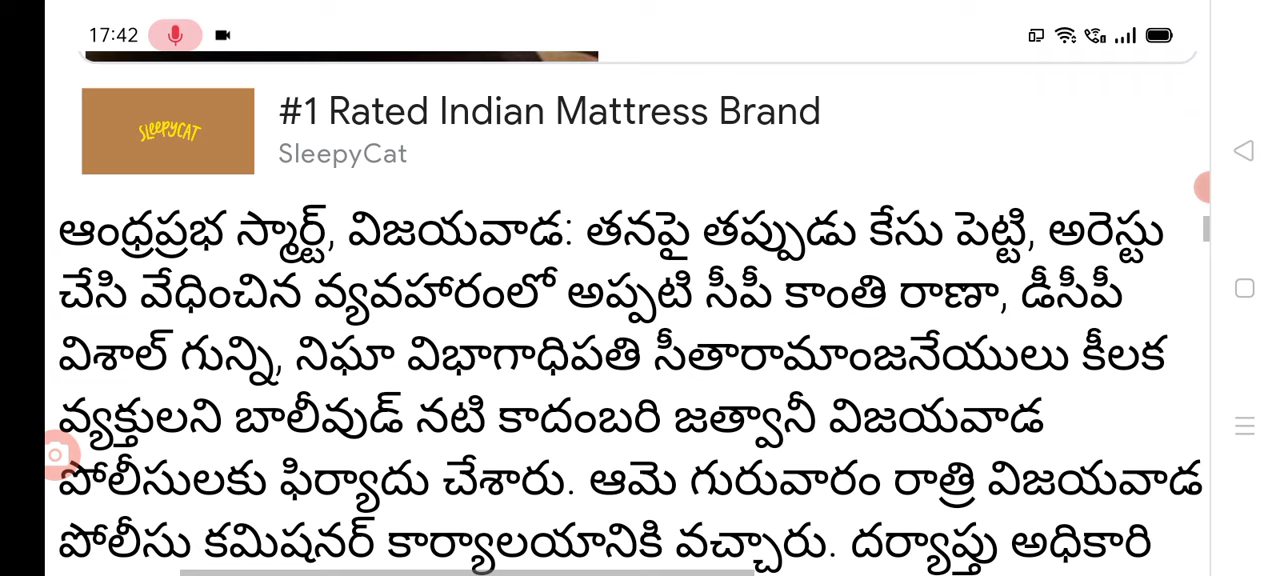 17:42
#1 Rated Indian Mattress Brand
SLEEPYCAT
SleepyCat
ఆంధ్రప్రభ స్మార్ట్, విజయవాడ: తనపై తప్పుడు కేసు పెట్టి, అరెస్టు
చేసి వేధించిన వ్యవహారంలో అప్పటి సీపీ కాంతి రాణా, డీసీపీ
విశాల్ గున్ని, నిఘా విభాగాధిపతి సీతారామాంజనేయులు కీలక
వ్యక్తులని బాలీవుడ్ నటి కాదంబరి జత్వానీ విజయవాడ
పోలీసులకు ఫిర్యాదు చేశారు. ఆమె గురువారం రాత్రి విజయవాడ
పోలీసు కమిషనర్ కార్యాలయానికి వచ్చారు. దర్యాప్తు అధికారి